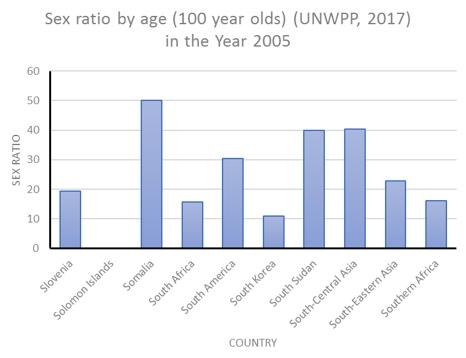 Sex ratio by age (100 year olds) (UNWPP, 2017)
in the Year 2005
60
50
40
30
20
10
0
SEX RATIO
Slovenia
Solomon Islands
Somalia
South Africa
South America
South Korea
South Sudan
South-Central Asia
South-Eastern Asia
Southern Africa
COUNTRY